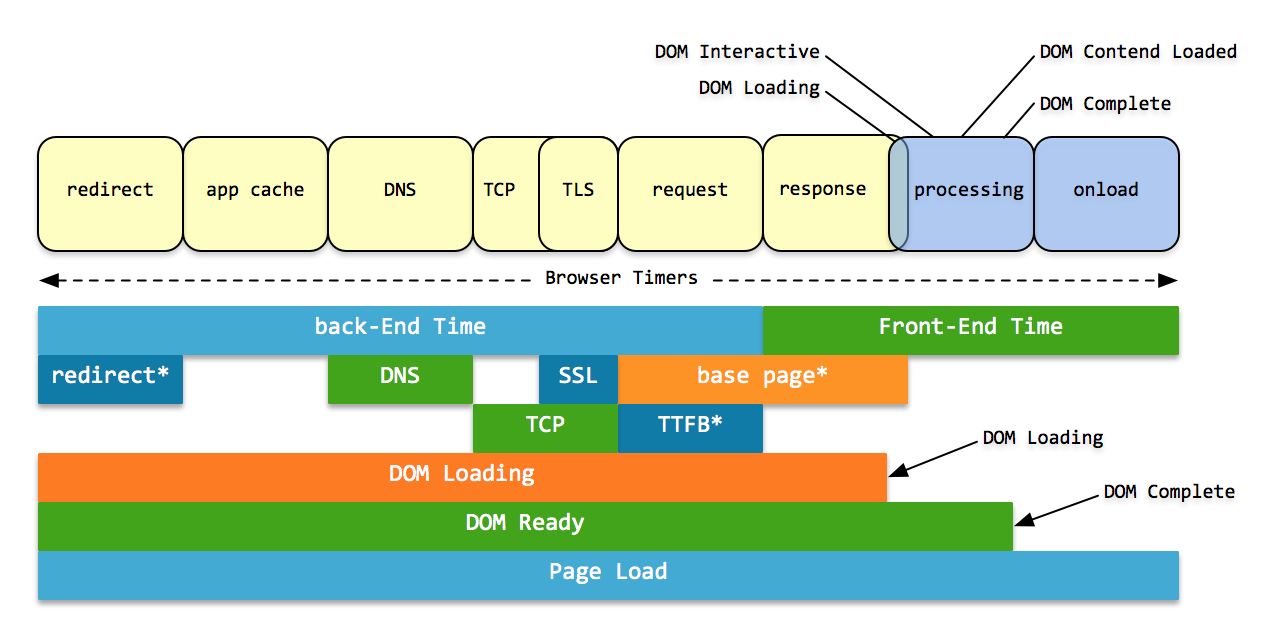 DOM Interactive
DOM Contend Loaded
DOM Loading
DOM Complete
redirect
app cache
DNS
TCP
TLS
request
response
processing
onload
Browser Timers
back-End Time
Front-End Time
redirect*
DNS
SSL
base page*
TCP
TTFB*
DOM Loading
DOM Loading
DOM Complete
DOM Ready
Page Load